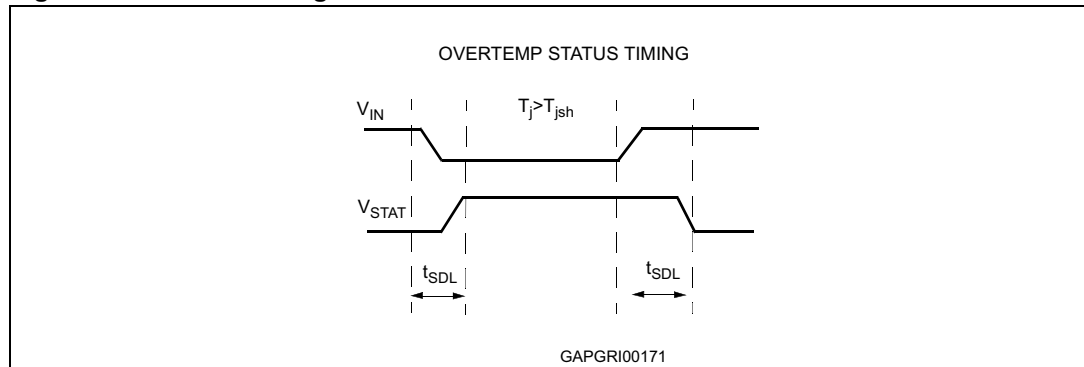 OVERTEMP STATUS TIMING
V_IN
T_j>T_jsh
V_STAT
t_SDL
t_SDL
GAPGRI00171